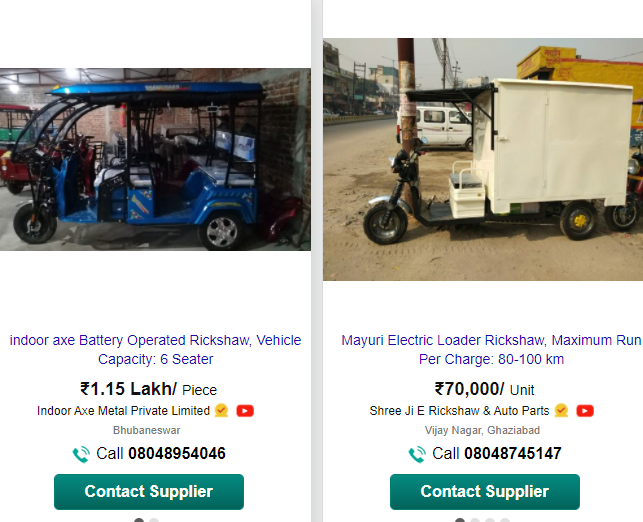 indoor axe Battery Operated Rickshaw, Vehicle
Capacity: 6 Seater
₹1.15 Lakh/ Piece
Indoor Axe Metal Private Limited
Bhubaneswar
Call 08048954046
Contact Supplier
Mayuri Electric Loader Rickshaw, Maximum Run
Per Charge: 80-100 km
₹70,000/ Unit
Shree Ji E Rickshaw & Auto Parts
Vijay Nagar, Ghaziabad
Call 08048745147
Contact Supplier